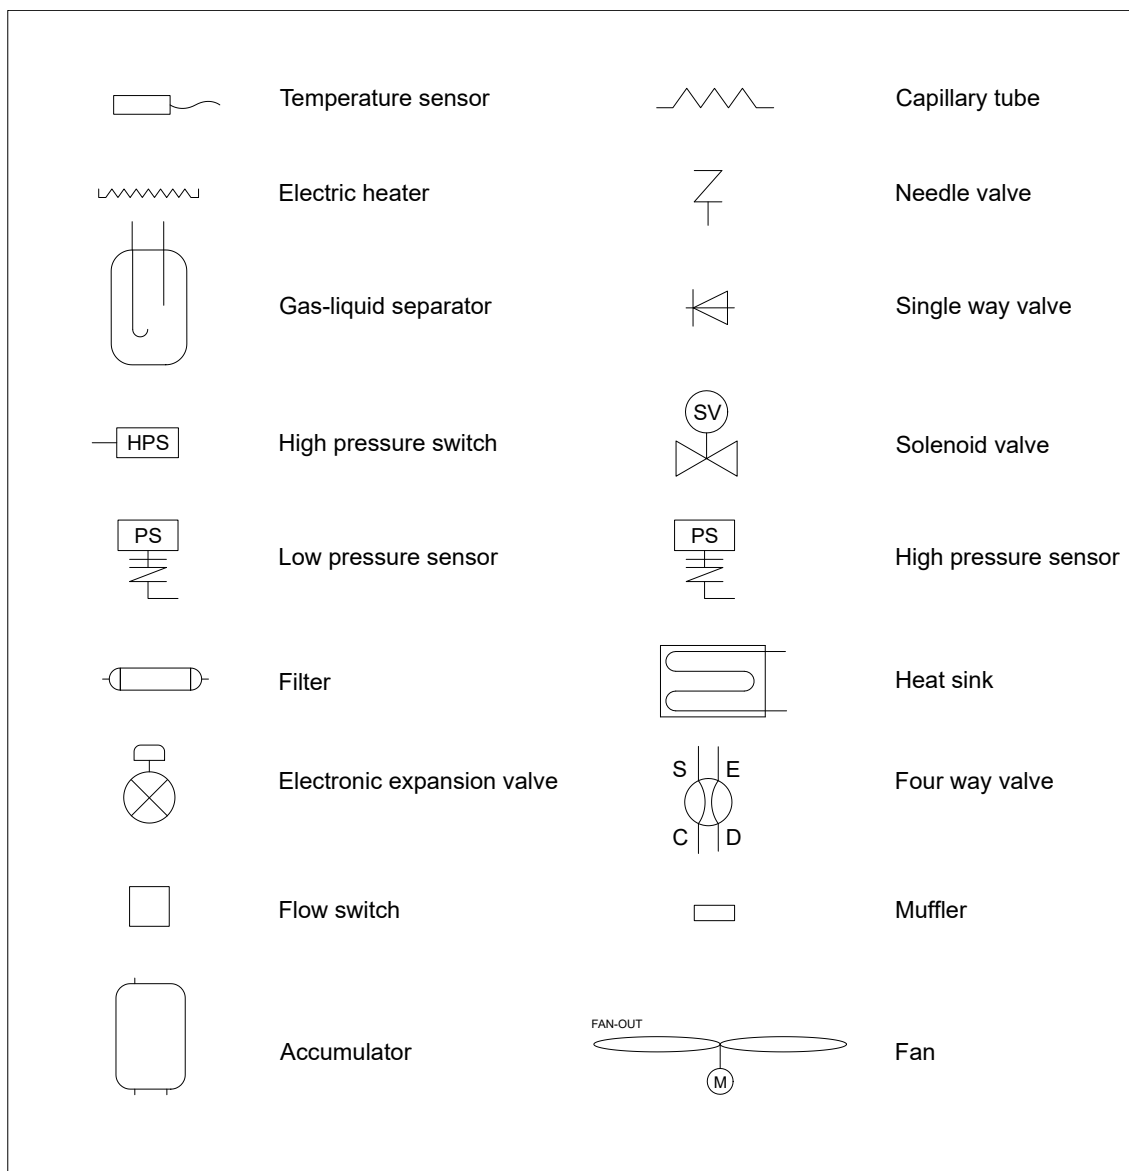 Temperature sensor
Capillary tube
Electric heater
Needle valve
Gas-liquid separator
Single way valve
SV
HPS
High pressure switch
Solenoid valve
PS
Low pressure sensor
PS
High pressure sensor
Filter
Heat sink
S E
Electronic expansion valve
Four way valve
C D
Flow switch
Muffler
FAN-OUT
Accumulator
Fan
M